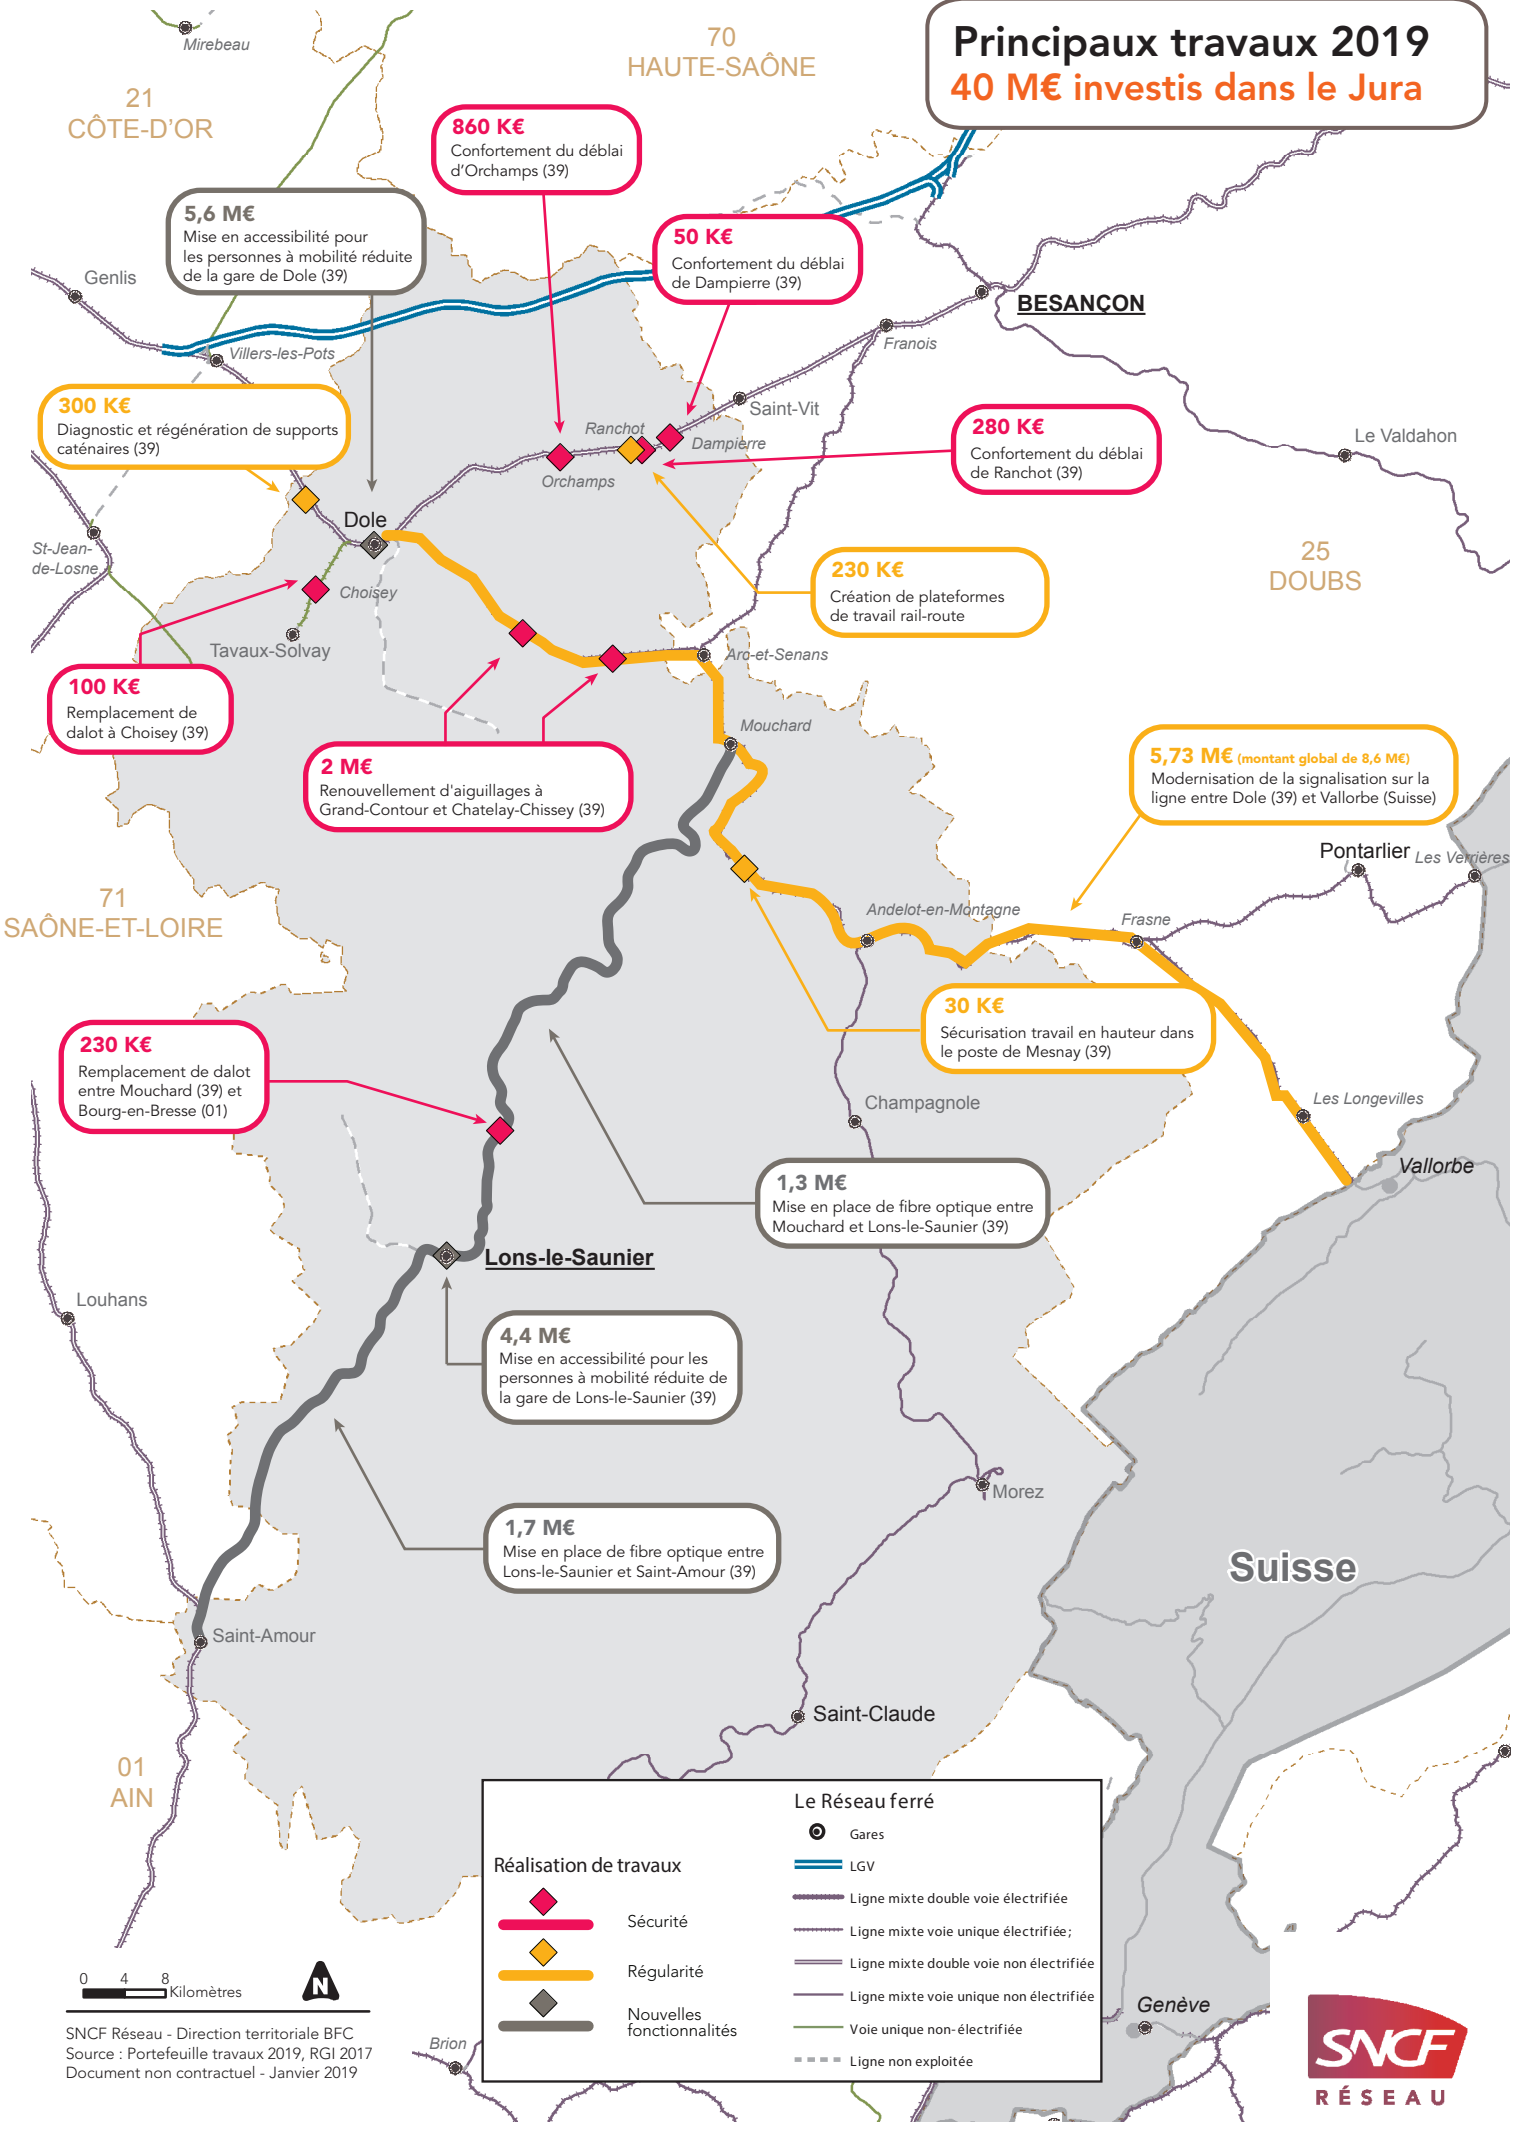 Principaux travaux 2019
40 M€ investis dans le Jura
Mirebeau
70
HAUTE-SAÔNE
21
CÔTE-D'OR
860 K€
Confortement du déblai
d'Orchamps (39)
5,6 M€
Mise en accessibilité pour
les personnes à mobilité réduite
de la gare de Dole (39)
50 K€
Confortement du déblai
de Dampierre (39)
Genlis
BESANÇON
Franois
Villers-les-Pots
300 K€
Diagnostic et régénération de supports
caténaires (39)
Saint-Vit
Ranchot
Dampierre
Orchamps
280 K€
Confortement du déblai
de Ranchot (39)
Le Valdahon
Dole
St-Jean-
de-Losne
Choisey
Tavaux-Solvay
230 K€
Création de plateformes
de travail rail-route
25
DOUBS
Arc-et-Senans
100 K€
Remplacement de
dalot à Choisey (39)
Mouchard
2 M€
Renouvellement d'aiguillages à
Grand-Contour et Chatelay-Chissey (39)
5,73 M€ (montant global de 8,6 M€)
Modernisation de la signalisation sur la
ligne entre Dole (39) et Vallorbe (Suisse)
Pontarlier
Les Verrières
71
SAÔNE-ET-LOIRE
Andelot-en-Montagne
Frasne
30 K€
Sécurisation travail en hauteur dans
le poste de Mesnay (39)
230 K€
Remplacement de dalot
entre Mouchard (39) et
Bourg-en-Bresse (01)
Champagnole
Les Longevilles
Vallorbe
1,3 M€
Mise en place de fibre optique entre
Mouchard et Lons-le-Saunier (39)
Lons-le-Saunier
Louhans
4,4 M€
Mise en accessibilité pour les
personnes à mobilité réduite de
la gare de Lons-le-Saunier (39)
Morez
1,7 M€
Mise en place de fibre optique entre
Lons-le-Saunier et Saint-Amour (39)
Suisse
Saint-Amour
Saint-Claude
01
AIN
Réalisation de travaux
Sécurité
Régularité
Nouvelles
fonctionnalités
Le Réseau ferré
Gares
LGV
Ligne mixte double voie électrifiée
Ligne mixte voie unique électrifiée;
Ligne mixte double voie non électrifiée
Ligne mixte voie unique non électrifiée
Voie unique non-électrifiée
Ligne non exploitée
0 4 8
Kilomètres
N
SNCF Réseau - Direction territoriale BFC
Source : Portefeuille travaux 2019, RGI 2017
Document non contractuel - Janvier 2019
Brion
Genève
SNCF
RÉSEAU